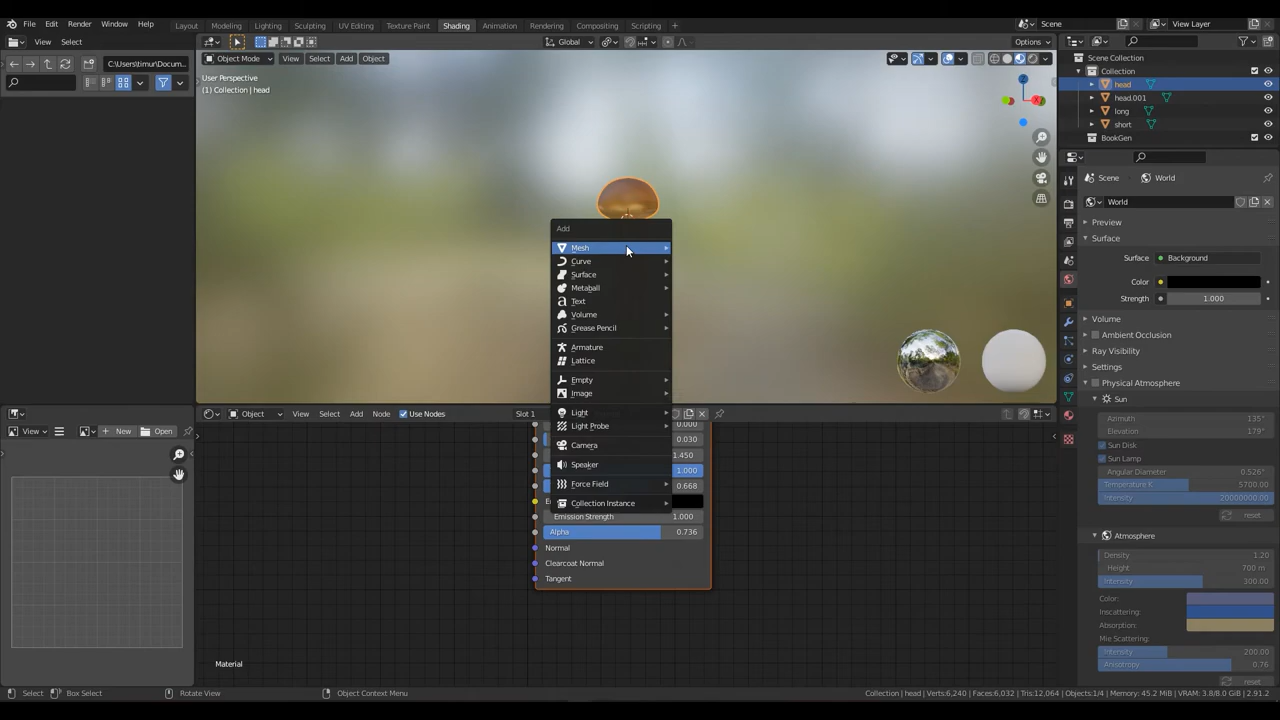 File Edit Render Window Help Layout Modeling Lighting Sculpting UV Editing Texture Paint Shading Animation Rendering Compositing Scripting + Scene View Layer
View Select Global Options
C:\Users\timur\Docum...
Object Mode View Select Add Object
User Perspective
(1) Collection | head
Scene Collection
Collection
head
head.001
long
short
BookGen
Scene World
World
Preview
Surface
Surface Background
Color
Strength 1.000
Volume
Ambient Occlusion
Ray Visibility
Settings
Physical Atmosphere
Sun
Azimuth 135°
Elevation 179°
Sun Disk
Sun Lamp
Angular Diameter 0.526°
Temperature K 5700.00
Intensity 20000000.00
reset
Atmosphere
Density 1.20
Height 700 m
Intensity 300.00
Color:
Inscattering:
Absorption:
Mie Scattering:
Intensity 200.00
Anisotropy 0.76
reset
Add
Mesh
Curve
Surface
Metaball
Text
Volume
Grease Pencil
Armature
Lattice
Empty
Image
Light
Light Probe
Camera
Speaker
Force Field
Collection Instance
View New Open
Object View Select Add Node Use Nodes Slot 1
0.000
0.030
1.450
1.000
0.668
Emission Strength 1.000
Alpha 0.736
Normal
Clearcoat Normal
Tangent
Material
Select Box Select Rotate View Object Context Menu Collection | head | Verts:6,240 | Faces:6,032 | Tris:12,064 | Objects:1/4 | Memory: 45.2 MiB | VRAM: 3.8/8.0 GiB | 2.91.2